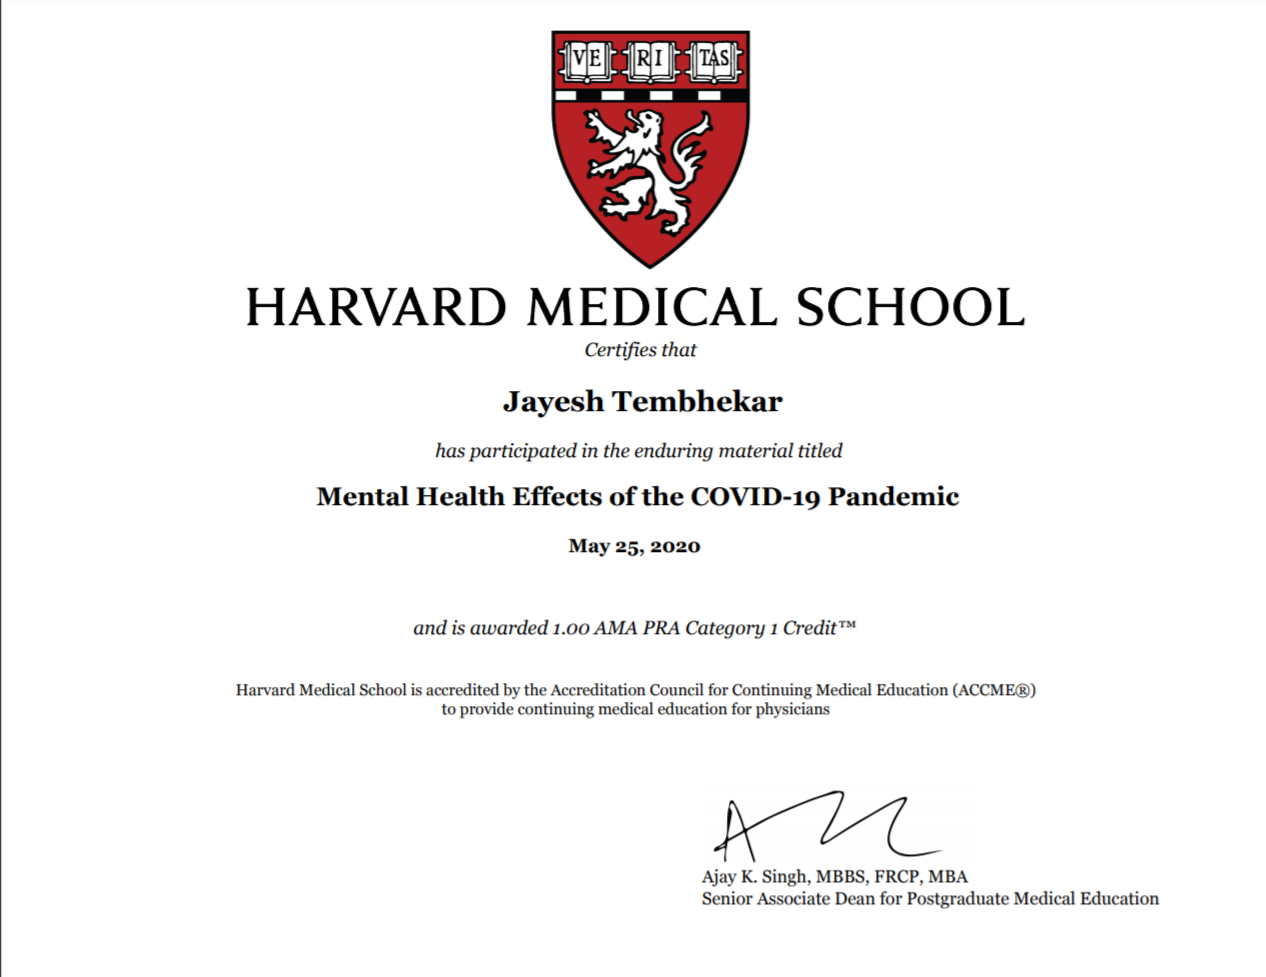 VE RI TAS
HARVARD MEDICAL SCHOOL
Certifies that
Jayesh Tembhekar
has participated in the enduring material titled
Mental Health Effects of the COVID-19 Pandemic
May 25, 2020
and is awarded 1.00 AMA PRA Category 1 Credit™
Harvard Medical School is accredited by the Accreditation Council for Continuing Medical Education (ACCME®)
to provide continuing medical education for physicians
Ajay K. Singh, MBBS, FRCP, MBA
Senior Associate Dean for Postgraduate Medical Education